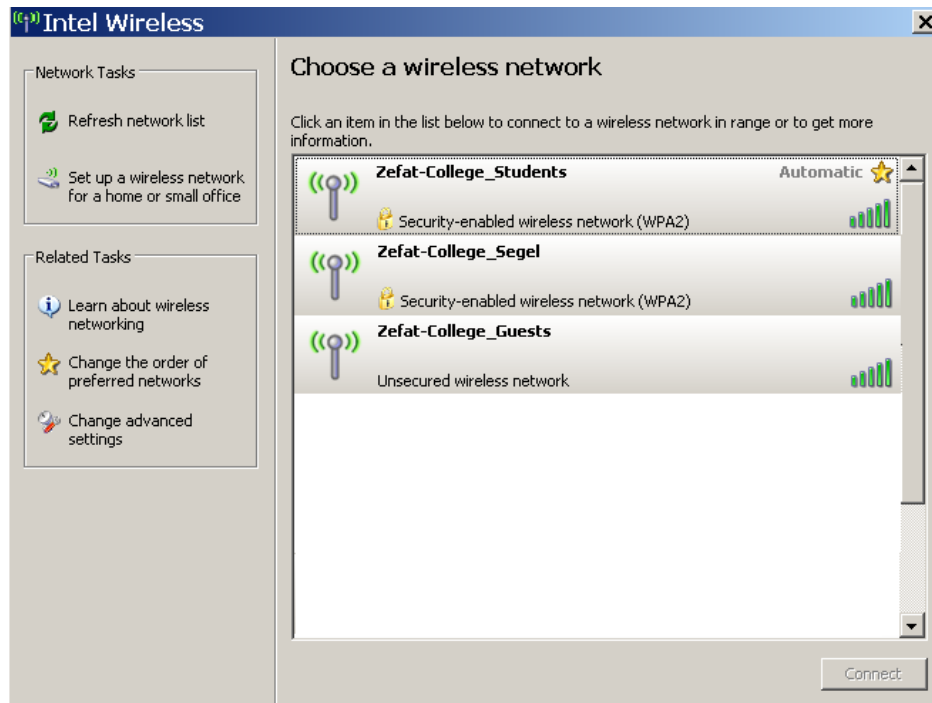 Intel Wireless
Network Tasks
Refresh network list
Set up a wireless network
for a home or small office
Related Tasks
Learn about wireless
networking
Change the order of
preferred networks
Change advanced
settings
Choose a wireless network
Click an item in the list below to connect to a wireless network in range or to get more
information.
Zefat-College_Students Automatic
Security-enabled wireless network (WPA2)
Zefat-College_Segel
Security-enabled wireless network (WPA2)
Zefat-College_Guests
Unsecured wireless network
Connect